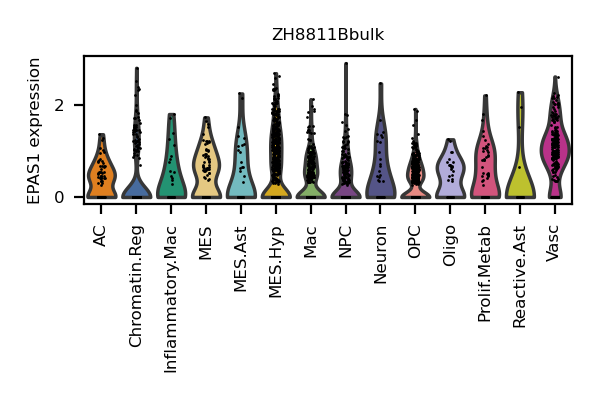 ZH8811Bbulk
EPAS1 expression
2
0
AC
Chromatin.Reg
Inflammatory.Mac
MES
MES.Ast
MES.Hyp
Mac
NPC
Neuron
OPC
Oligo
Prolif.Metab
Reactive.Ast
Vasc